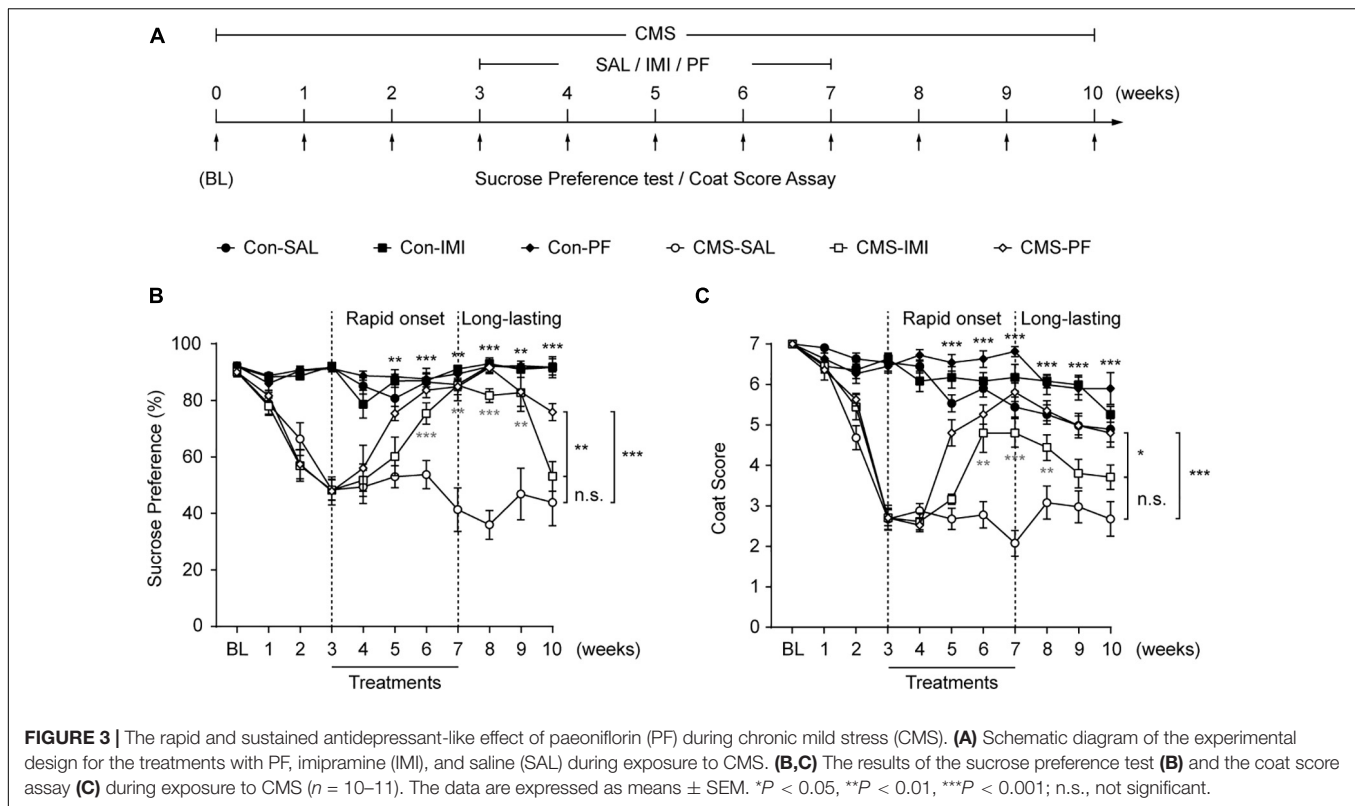 A
CMS
SAL / IMI / PF
0 1 2 3 4 5 6 7 8 9 10 (weeks)
(BL) Sucrose Preference test / Coat Score Assay
Con-SAL Con-IMI Con-PF CMS-SAL CMS-IMI CMS-PF
B
Rapid onset Long-lasting
Sucrose Preference (%)
100
80
60
40
20
0
** *** ** *** ** ***
*** ** *** **
**
n.s.
***
BL 1 2 3 4 5 6 7 8 9 10 (weeks)
Treatments
C
Rapid onset Long-lasting
Coat Score
7
6
5
4
3
2
1
0
*** *** *** *** *** ***
** *** **
*
n.s.
***
BL 1 2 3 4 5 6 7 8 9 10 (weeks)
Treatments
FIGURE 3 | The rapid and sustained antidepressant-like effect of paeoniflorin (PF) during chronic mild stress (CMS). (A) Schematic diagram of the experimental
design for the treatments with PF, imipramine (IMI), and saline (SAL) during exposure to CMS. (B,C) The results of the sucrose preference test (B) and the coat score
assay (C) during exposure to CMS (n = 10–11). The data are expressed as means ± SEM. *P < 0.05, **P < 0.01, ***P < 0.001; n.s., not significant.